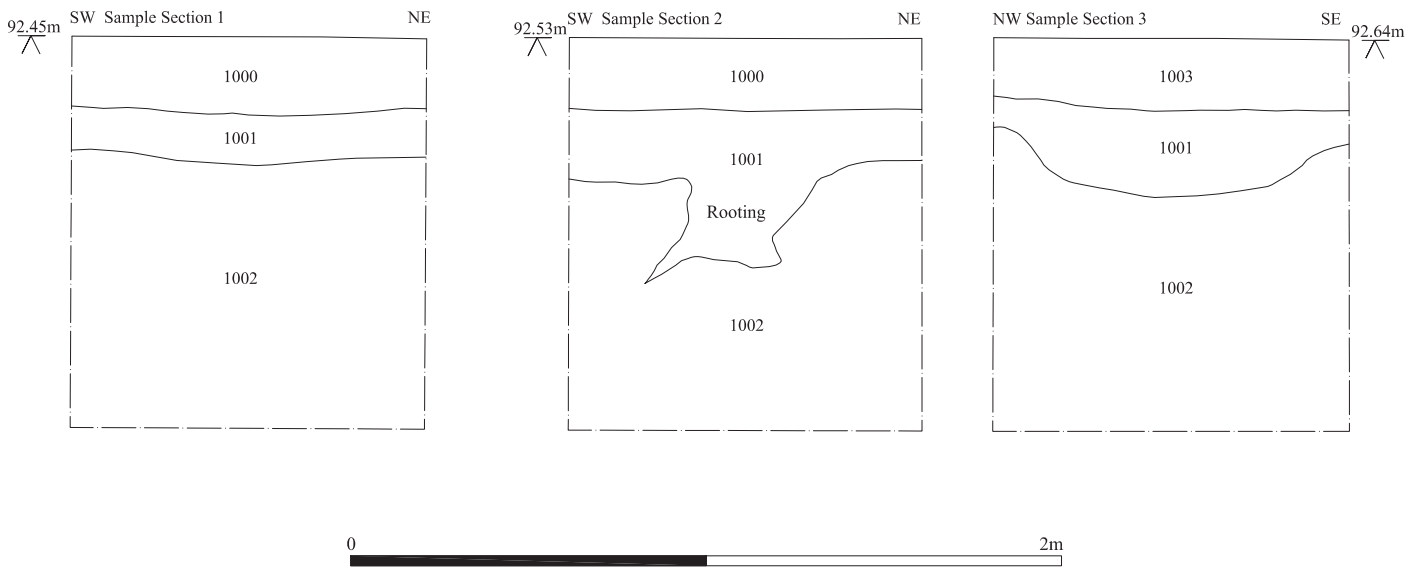 92.45m
SW Sample Section 1
NE
1000
1001
1002
92.53m
SW Sample Section 2
NE
1000
1001
Rooting
1002
NW Sample Section 3
SE
92.64m
1003
1001
1002
0
2m